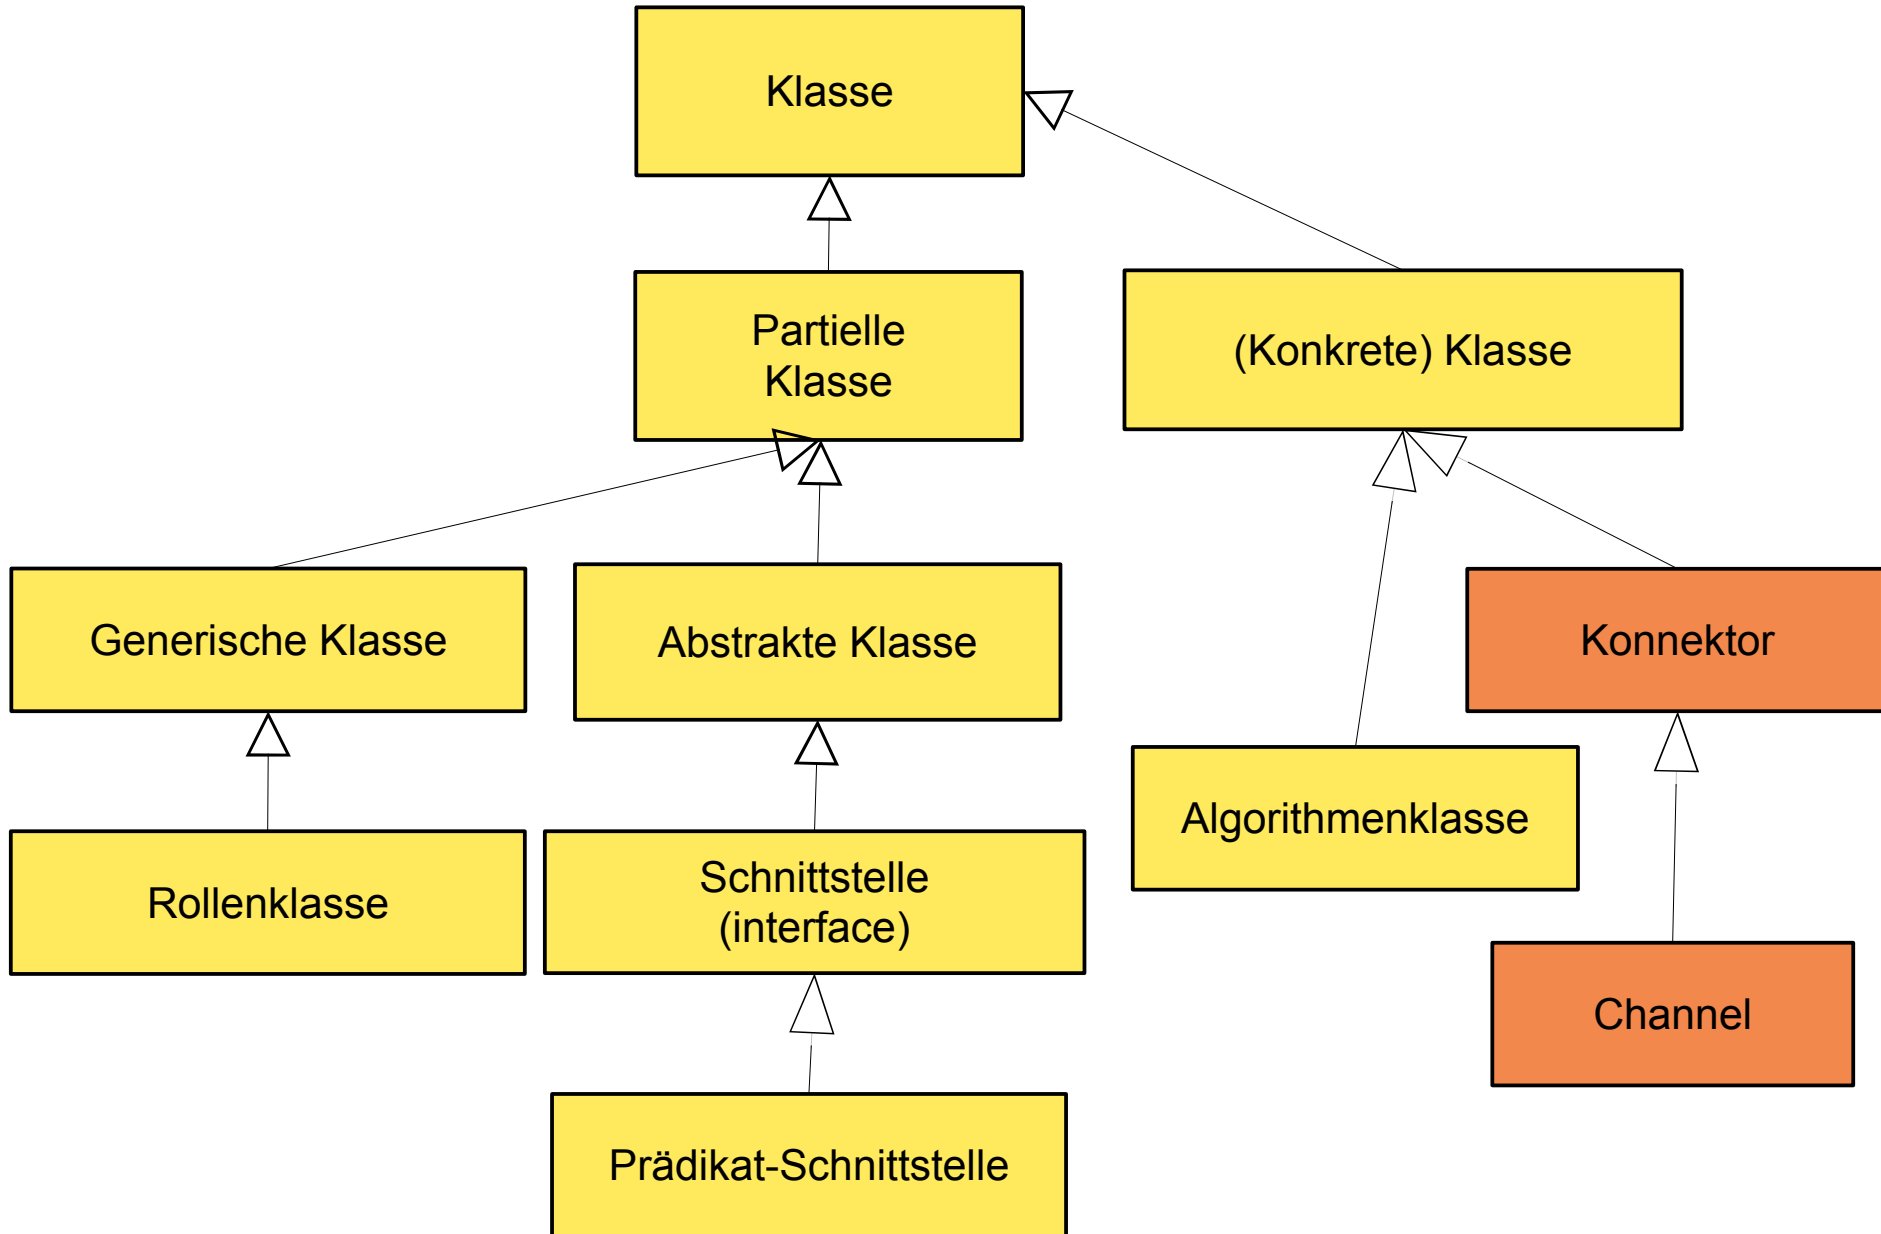 Klasse
Partielle
Klasse
(Konkrete) Klasse
Generische Klasse
Abstrakte Klasse
Konnektor
Algorithmenklasse
Rollenklasse
Schnittstelle
(interface)
Channel
Prädikat-Schnittstelle